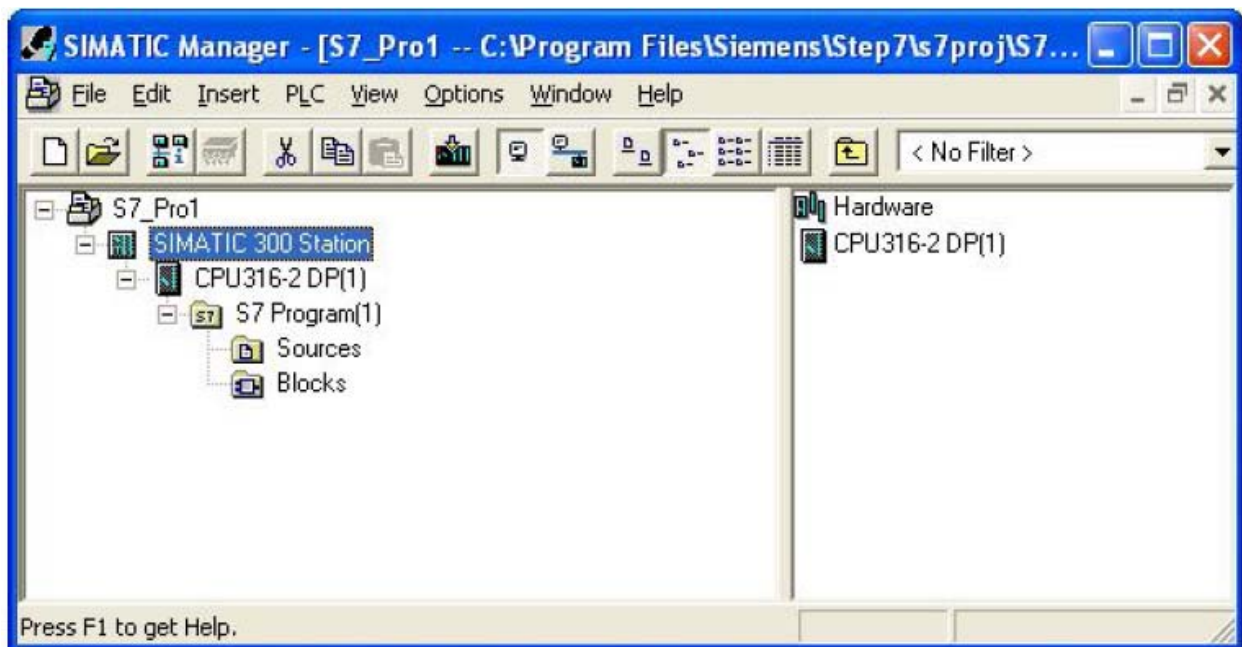 SIMATIC Manager - [S7_Pro1 -- C:\Program Files\Siemens\Step7\s7proj\S7...
File Edit Insert PLC View Options Window Help
< No Filter >
S7_Pro1
SIMATIC 300 Station
CPU316-2 DP(1)
S7 Program(1)
Sources
Blocks
Hardware
CPU316-2 DP(1)
Press F1 to get Help.